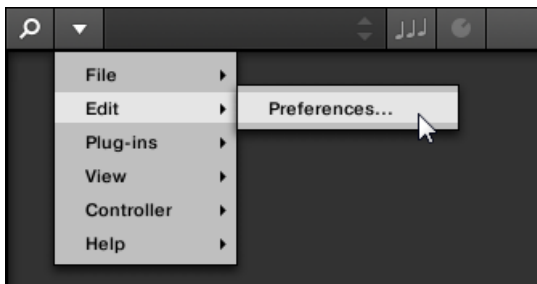 File
Edit
Preferences...
Plug-ins
View
Controller
Help